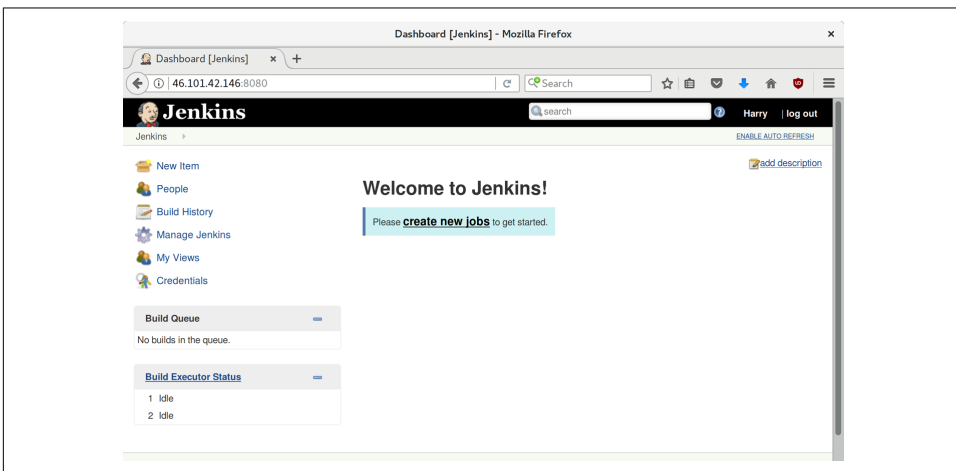 Dashboard [Jenkins] - Mozilla Firefox
Dashboard [Jenkins]
46.101.42.146:8080
Search
Jenkins
search
Harry | log out
Jenkins
ENABLE AUTO REFRESH
New Item
People
Build History
Manage Jenkins
My Views
Credentials
add description
Welcome to Jenkins!
Please create new jobs to get started.
Build Queue
No builds in the queue.
Build Executor Status
1 Idle
2 Idle